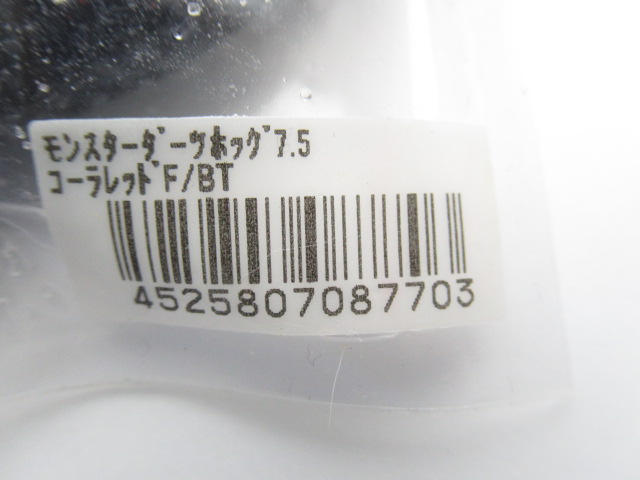 ﾓﾝｽﾀｰﾀﾞｰﾂﾎｯｸﾞ7.5
ｺｰﾗﾚｯﾄﾞF/BT
4525807087703